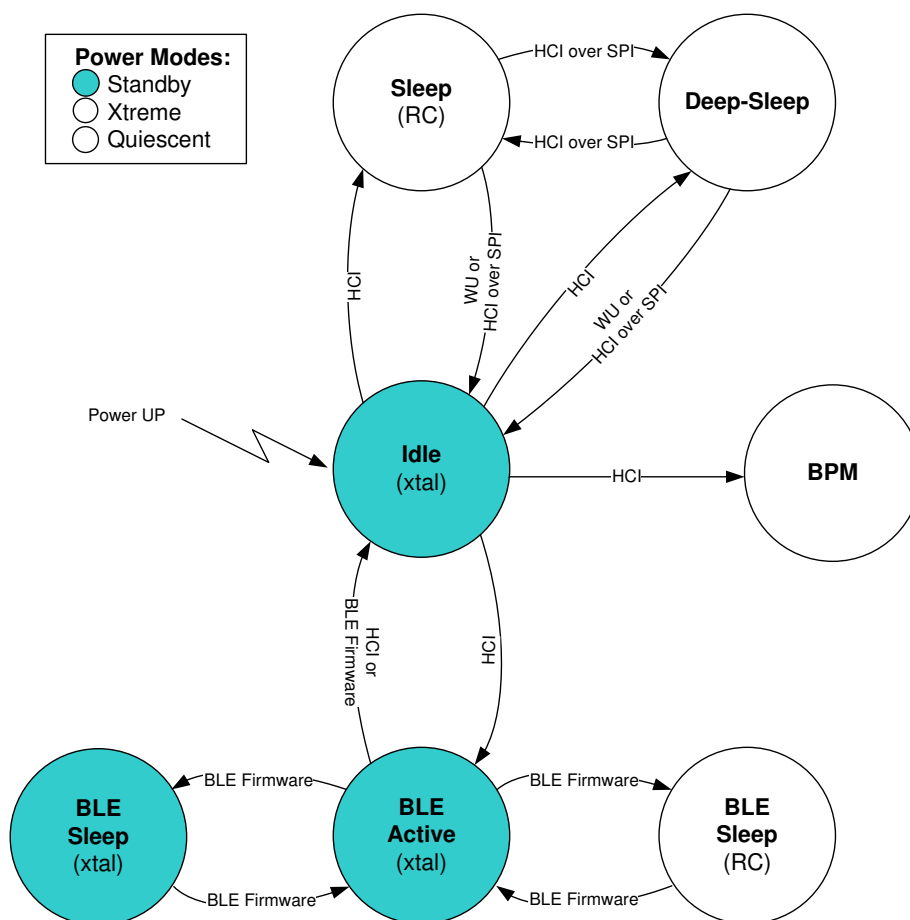 Power Modes:
Standby
Xtreme
Quiescent
Sleep
(RC)
HCI over SPI
HCI over SPI
Deep-Sleep
HCI
WU or
HCI over SPI
HCI
WU or
HCI over SPI
Power UP
Idle
(xtal)
HCI
BPM
HCI or
BLE Firmware
HCI
BLE
Sleep
(xtal)
BLE Firmware
BLE Firmware
BLE
Active
(xtal)
BLE Firmware
BLE Firmware
BLE
Sleep
(RC)